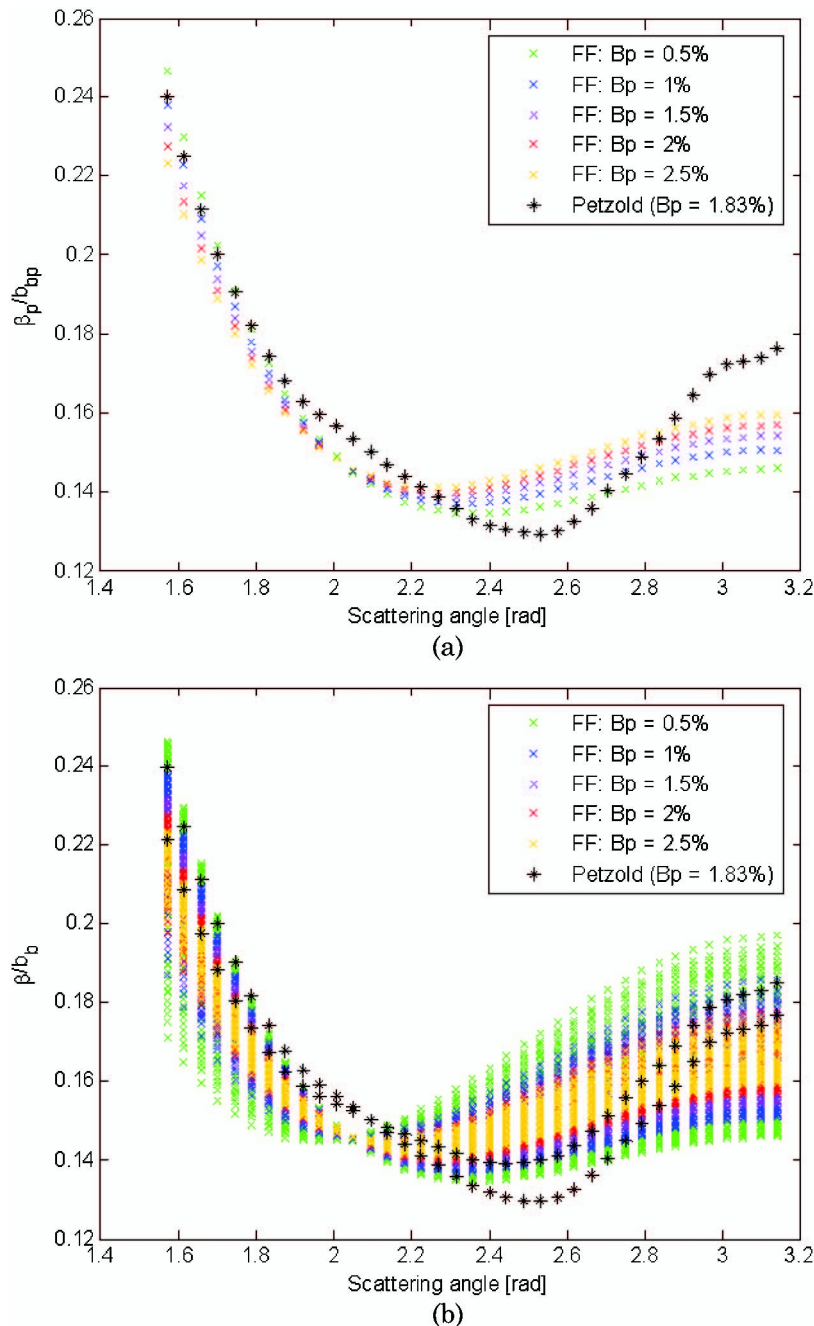 0.26
0.24
0.22
0.2
0.18
0.16
0.14
0.12
βp/bbp
FF: Bp = 0.5%
FF: Bp = 1%
FF: Bp = 1.5%
FF: Bp = 2%
FF: Bp = 2.5%
Petzold (Bp = 1.83%)
1.4 1.6 1.8 2 2.2 2.4 2.6 2.8 3 3.2
Scattering angle [rad]
(a)
0.26
0.24
0.22
0.2
0.18
0.16
0.14
0.12
β/bb
FF: Bp = 0.5%
FF: Bp = 1%
FF: Bp = 1.5%
FF: Bp = 2%
FF: Bp = 2.5%
Petzold (Bp = 1.83%)
1.4 1.6 1.8 2 2.2 2.4 2.6 2.8 3 3.2
Scattering angle [rad]
(b)